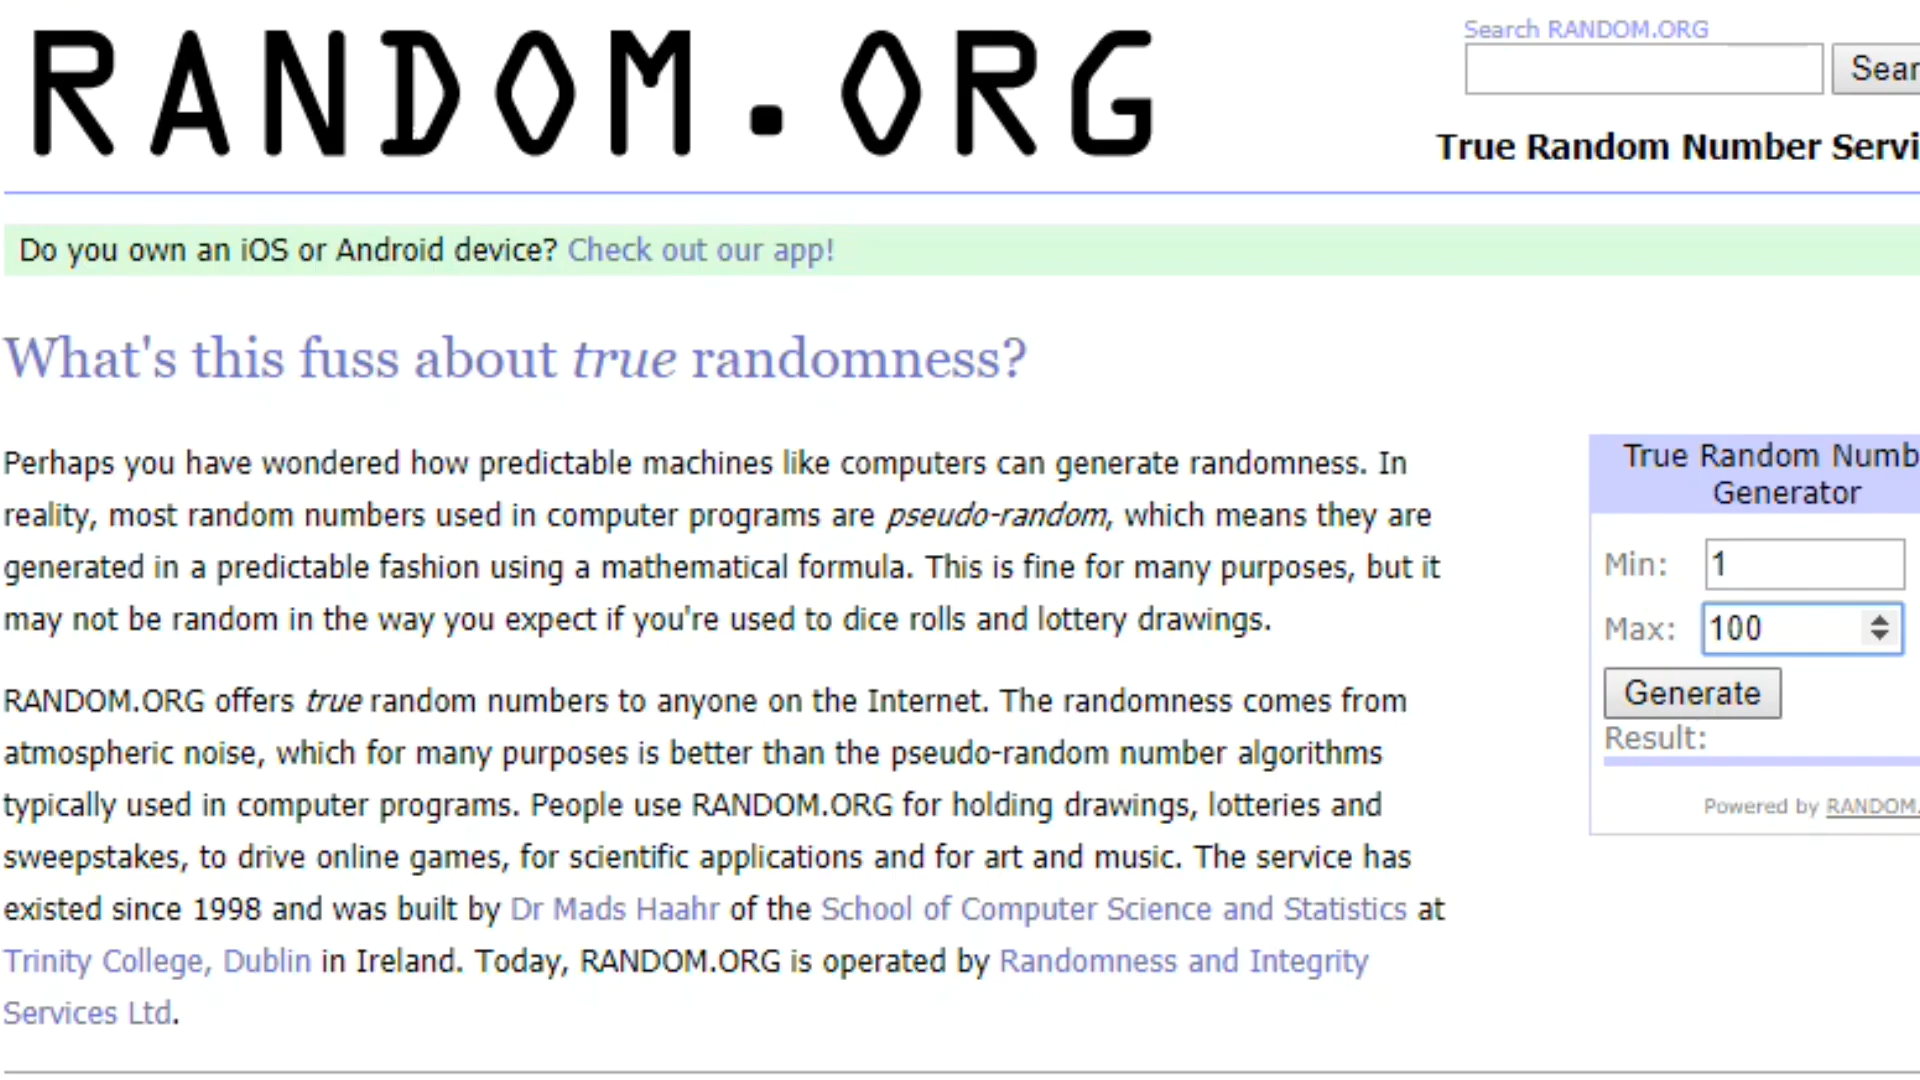 RANDOM.ORG
Search RANDOM.ORG
Sear
True Random Number Servi
Do you own an iOS or Android device? Check out our app!
What's this fuss about true randomness?
Perhaps you have wondered how predictable machines like computers can generate randomness. In
reality, most random numbers used in computer programs are pseudo-random, which means they are
generated in a predictable fashion using a mathematical formula. This is fine for many purposes, but it
may not be random in the way you expect if you're used to dice rolls and lottery drawings.
RANDOM.ORG offers true random numbers to anyone on the Internet. The randomness comes from
atmospheric noise, which for many purposes is better than the pseudo-random number algorithms
typically used in computer programs. People use RANDOM.ORG for holding drawings, lotteries and
sweepstakes, to drive online games, for scientific applications and for art and music. The service has
existed since 1998 and was built by Dr Mads Haahr of the School of Computer Science and Statistics at
Trinity College, Dublin in Ireland. Today, RANDOM.ORG is operated by Randomness and Integrity
Services Ltd.
True Random Numb
Generator
Min: 1
Max: 100
Generate
Result:
Powered by RANDOM.